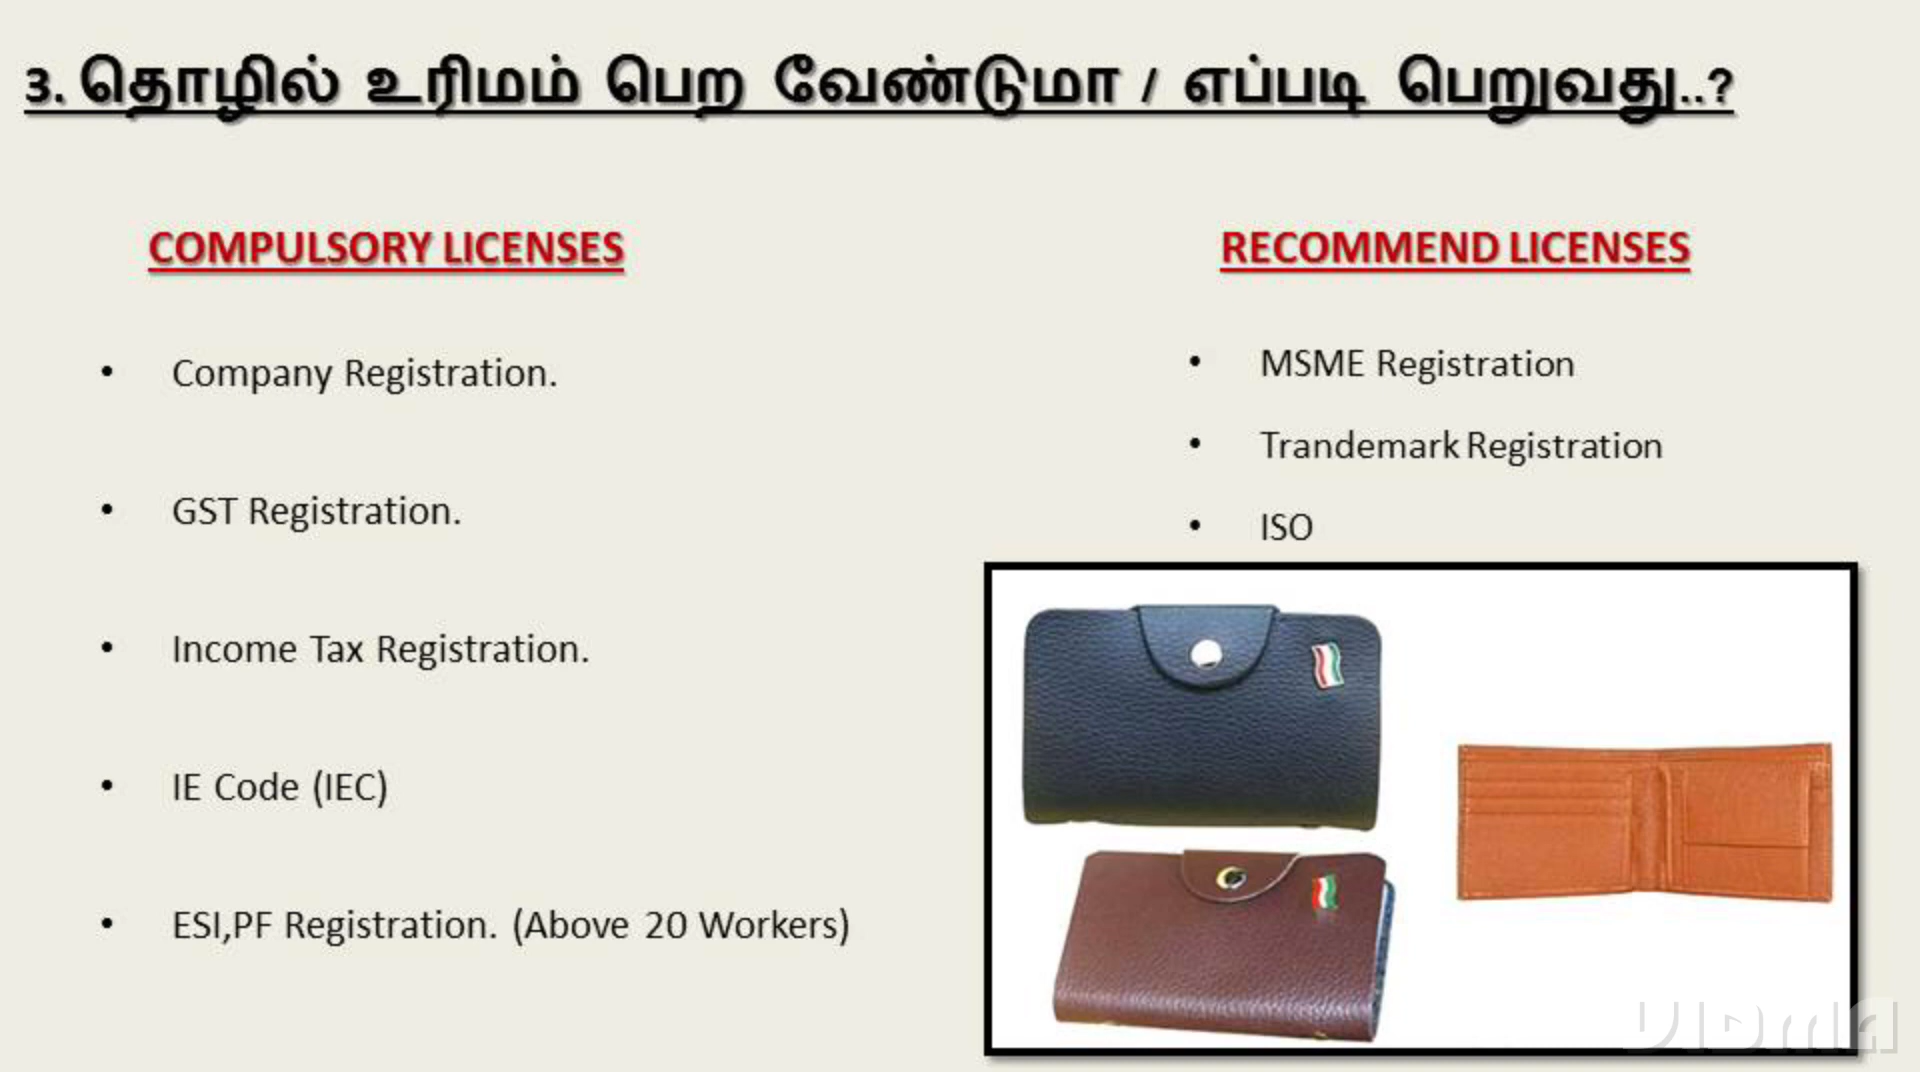 3. தொழில் உரிமம் பெற வேண்டுமா / எப்படி பெறுவது..?
COMPULSORY LICENSES
• Company Registration.
• GST Registration.
• Income Tax Registration.
• IE Code (IEC)
• ESI,PF Registration. (Above 20 Workers)
RECOMMEND LICENSES
• MSME Registration
• Trandemark Registration
• ISO
VIDMA